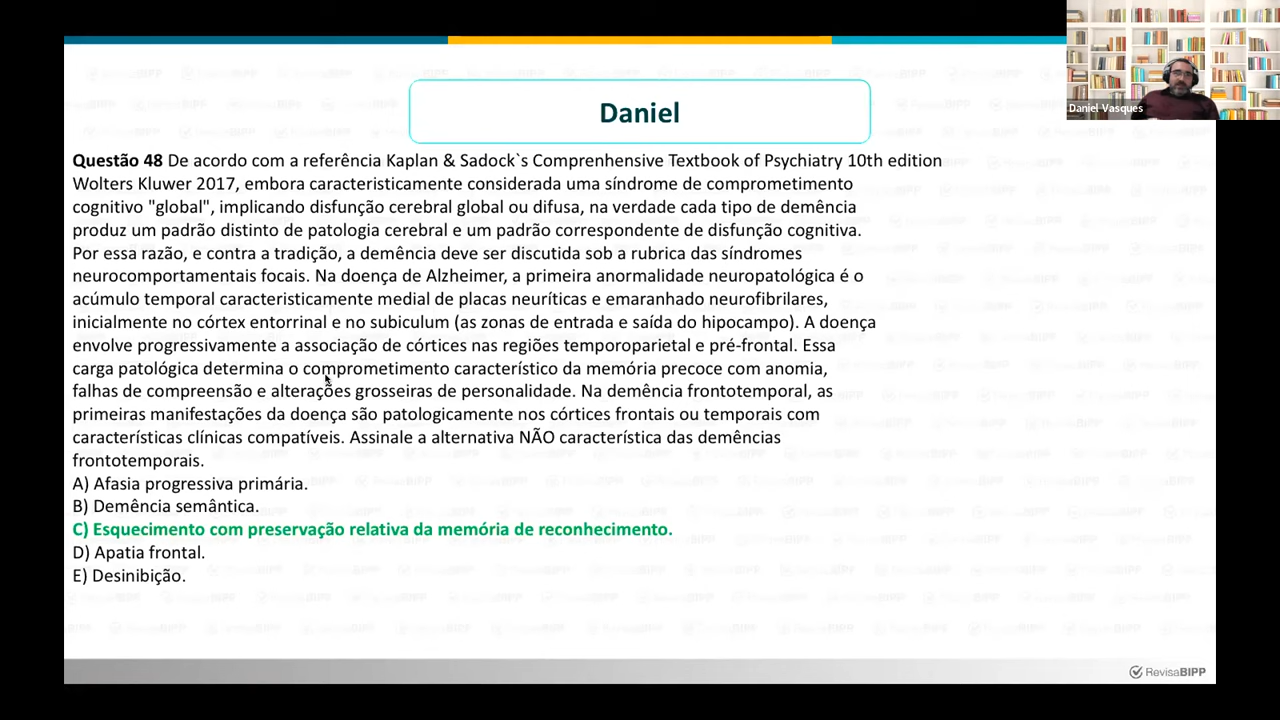 Daniel Vasques
Daniel
Questão 48 De acordo com a referência Kaplan & Sadock`s Comprenhensive Textbook of Psychiatry 10th edition
Wolters Kluwer 2017, embora caracteristicamente considerada uma síndrome de comprometimento
cognitivo "global", implicando disfunção cerebral global ou difusa, na verdade cada tipo de demência
produz um padrão distinto de patologia cerebral e um padrão correspondente de disfunção cognitiva.
Por essa razão, e contra a tradição, a demência deve ser discutida sob a rubrica das síndromes
neurocomportamentais focais. Na doença de Alzheimer, a primeira anormalidade neuropatológica é o
acúmulo temporal caracteristicamente medial de placas neuríticas e emaranhado neurofibrilares,
inicialmente no córtex entorrinal e no subiculum (as zonas de entrada e saída do hipocampo). A doença
envolve progressivamente a associação de córtices nas regiões temporoparietal e pré-frontal. Essa
carga patológica determina o comprometimento característico da memória precoce com anomia,
falhas de compreensão e alterações grosseiras de personalidade. Na demência frontotemporal, as
primeiras manifestações da doença são patologicamente nos córtices frontais ou temporais com
características clínicas compatíveis. Assinale a alternativa NÃO característica das demências
frontotemporais.
A) Afasia progressiva primária.
B) Demência semântica.
C) Esquecimento com preservação relativa da memória de reconhecimento.
D) Apatia frontal.
E) Desinibição.
RevisaBIPP